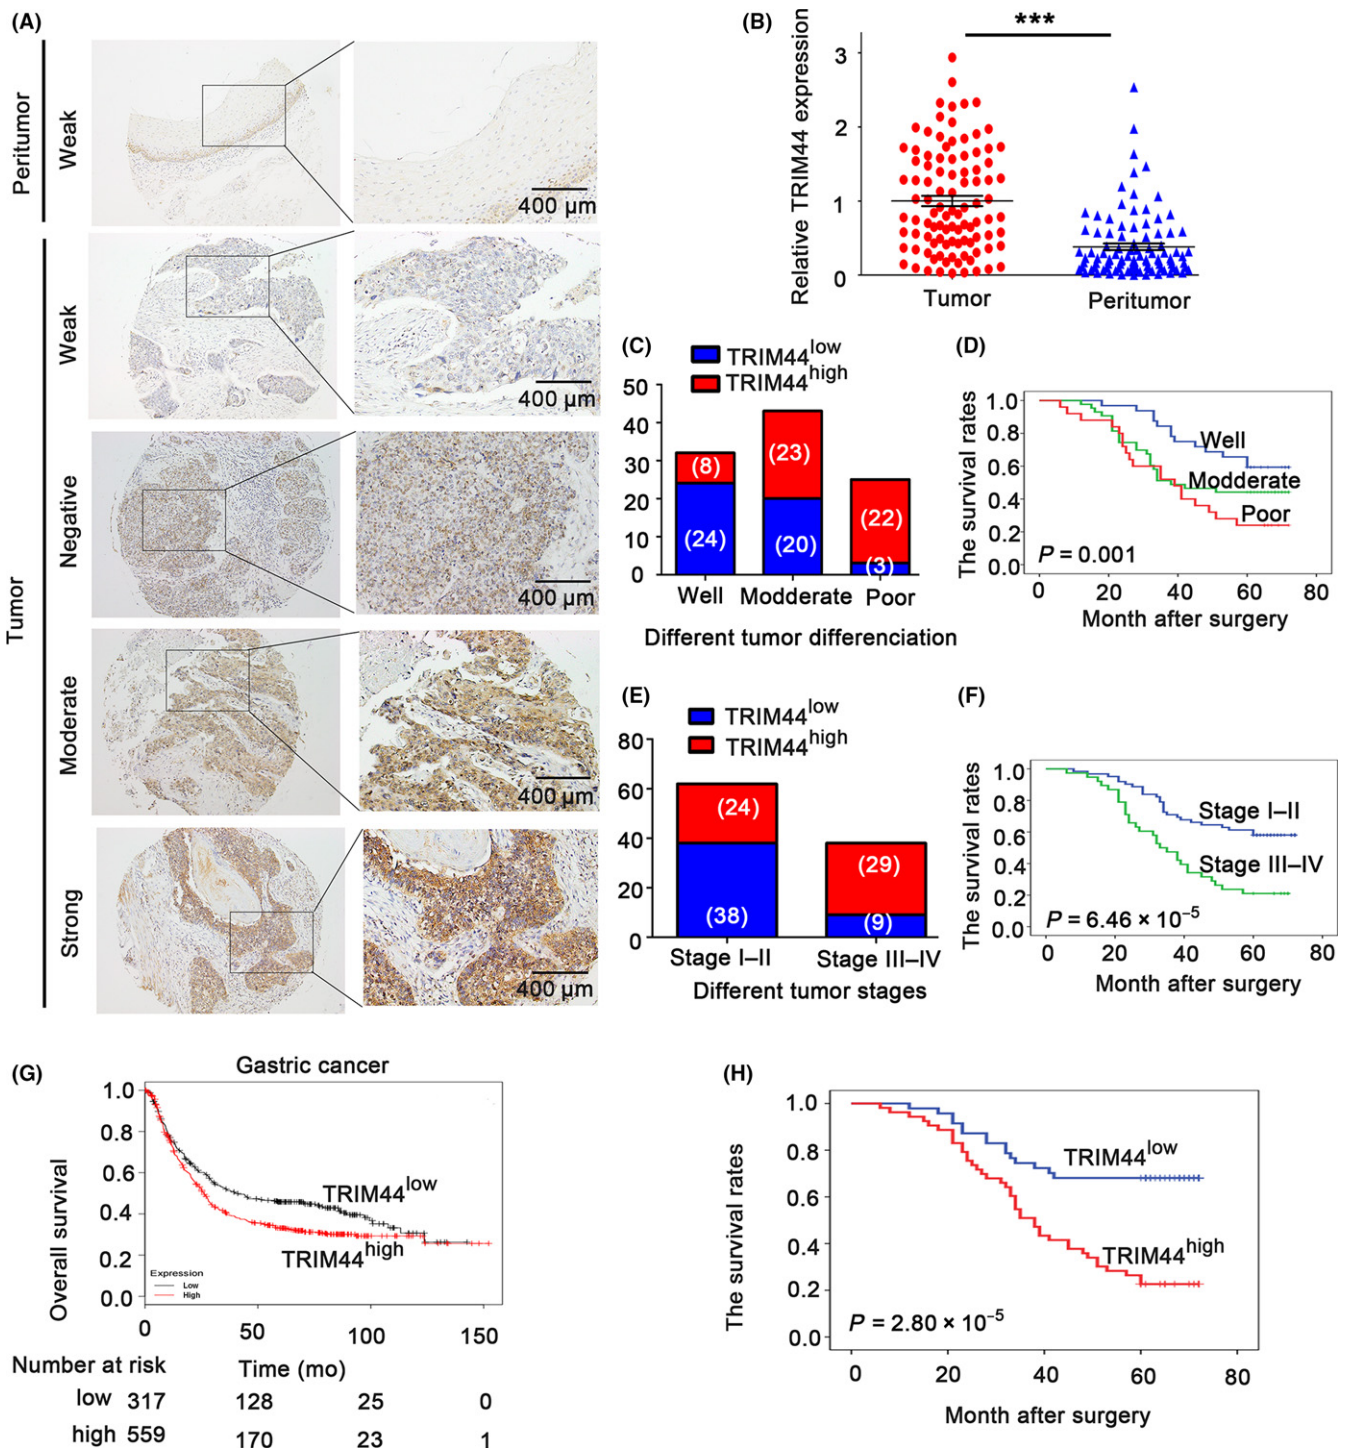 (A)
Peritumor
Weak
400 µm
Tumor
Weak
400 µm
Negative
400 µm
Moderate
400 µm
Strong
400 µm
(B)
***
Relative TRIM44 expression
3
2
1
0
Tumor
Peritumor
(C)
TRIM44low
TRIM44high
50
40
30
20
10
0
(8)
(24)
(23)
(20)
(22)
(3)
Well
Modderate
Poor
Different tumor differenciation
(D)
The survival rates
1.0
0.8
0.6
0.4
0.2
0.0
Well
Modderate
Poor
P = 0.001
0
20
40
60
80
Month after surgery
(E)
TRIM44low
TRIM44high
80
60
40
20
0
(24)
(38)
(29)
(9)
Stage I–II
Stage III–IV
Different tumor stages
(F)
The survival rates
1.0
0.8
0.6
0.4
0.2
0.0
Stage I–II
Stage III–IV
P = 6.46 × 10–5
0
20
40
60
80
Month after surgery
(G)
Gastric cancer
Overall survival
1.0
0.8
0.6
0.4
0.2
0.0
TRIM44low
TRIM44high
Expression
Low
High
0
50
100
150
Number at risk
Time (mo)
low 317 128 25 0
high 559 170 23 1
(H)
The survival rates
1.0
0.8
0.6
0.4
0.2
0.0
TRIM44low
TRIM44high
P = 2.80 × 10–5
0
20
40
60
80
Month after surgery